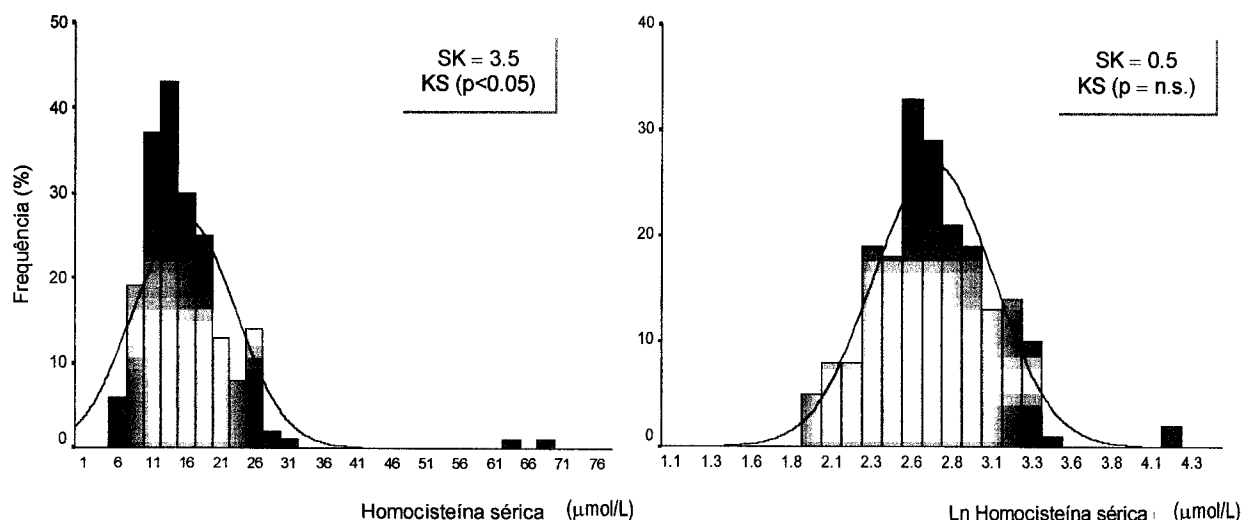 50
40
30
20
10
0
Frequência (%)
SK = 3.5
KS (p<0.05)
1 6 11 16 21 26 31 36 41 46 51 56 61 66 71 76
Homocisteína sérica (μmol/L)
40
30
20
10
0
SK = 0.5
KS (p = n.s.)
1.1 1.3 1.6 1.8 2.1 2.3 2.6 2.8 3.1 3.3 3.6 3.8 4.1 4.3
Ln Homocisteína sérica (μmol/L)